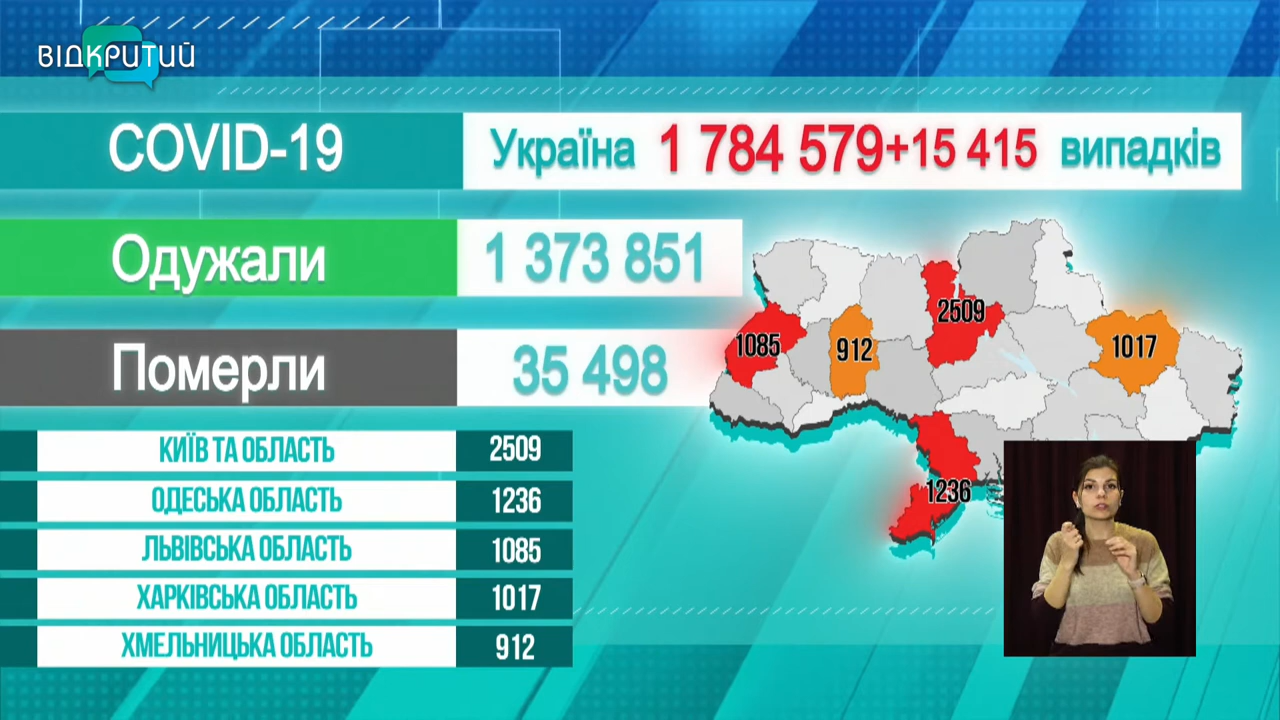 ВІДКРИТИЙ
COVID-19
Україна 1 784 579+15 415 випадків
Одужали
1 373 851
Померли
35 498
КИЇВ ТА ОБЛАСТЬ 2509
ОДЕСЬКА ОБЛАСТЬ 1236
ЛЬВІВСЬКА ОБЛАСТЬ 1085
ХАРКІВСЬКА ОБЛАСТЬ 1017
ХМЕЛЬНИЦЬКА ОБЛАСТЬ 912
2509
1085
912
1017
1236